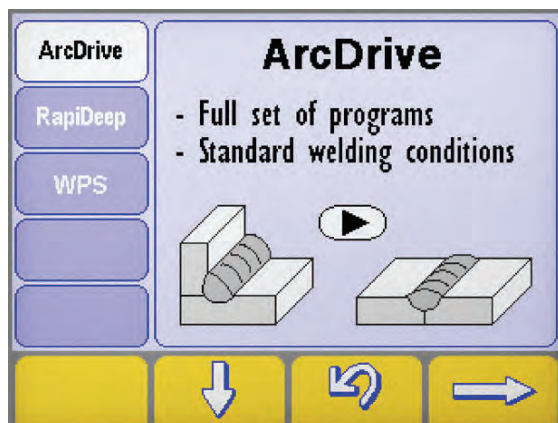 ArcDrive
RapiDeep
WPS
ArcDrive
- Full set of programs
- Standard welding conditions